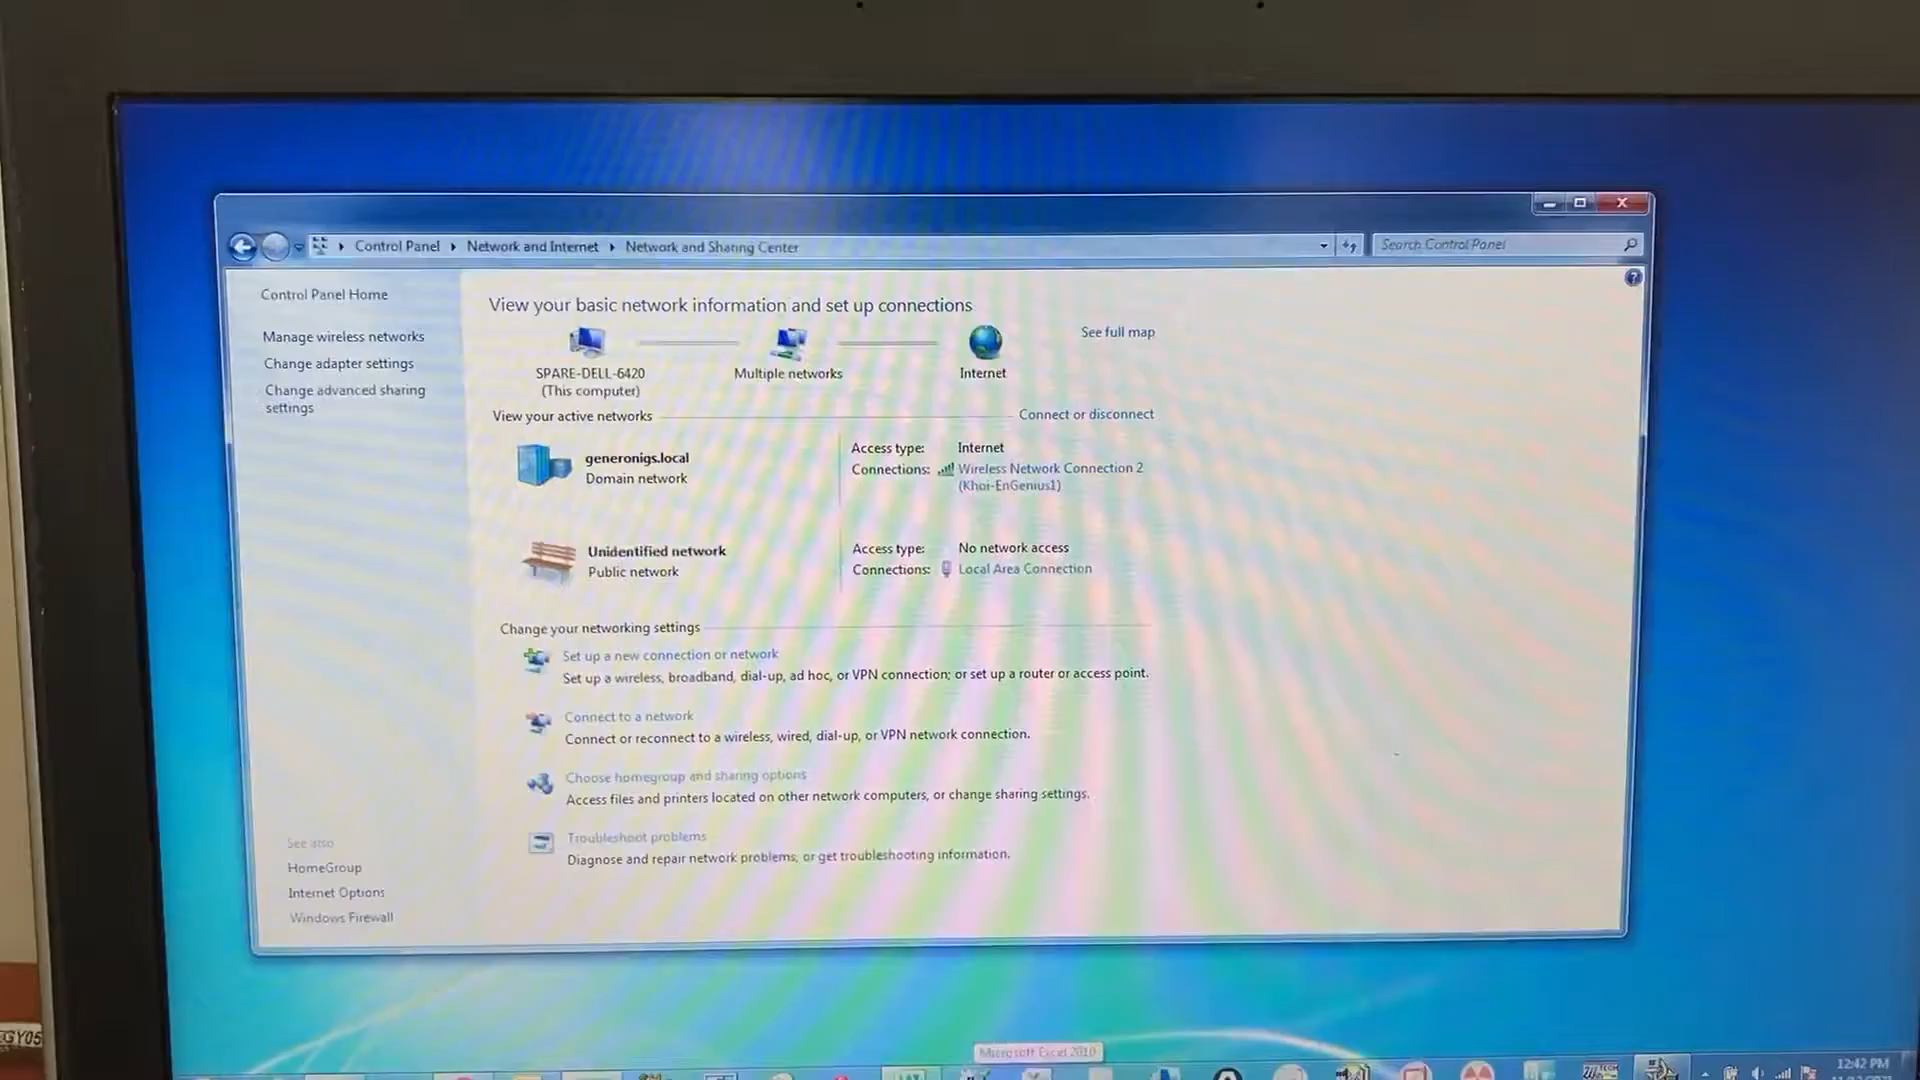 Control Panel
Network and Internet
Network and Sharing Center
Search Control Panel
Control Panel Home
Manage wireless networks
Change adapter settings
Change advanced sharing
settings
View your basic network information and set up connections
See full map
SPARE-DELL-6420
(This computer)
Multiple networks
Internet
View your active networks
Connect or disconnect
generonigs.local
Domain network
Access type:
Internet
Connections:
Wireless Network Connection 2
(Khoi-EnGenius1)
Unidentified network
Public network
Access type:
No network access
Connections:
Local Area Connection
Change your networking settings
Set up a new connection or network
Set up a wireless, broadband, dial-up, ad hoc, or VPN connection; or set up a router or access point.
Connect to a network
Connect or reconnect to a wireless, wired, dial-up, or VPN network connection.
Choose homegroup and sharing options
Access files and printers located on other network computers, or change sharing settings.
Troubleshoot problems
Diagnose and repair network problems, or get troubleshooting information.
See also
HomeGroup
Internet Options
Windows Firewall
GY05
Microsoft Excel 2010
12:42 PM